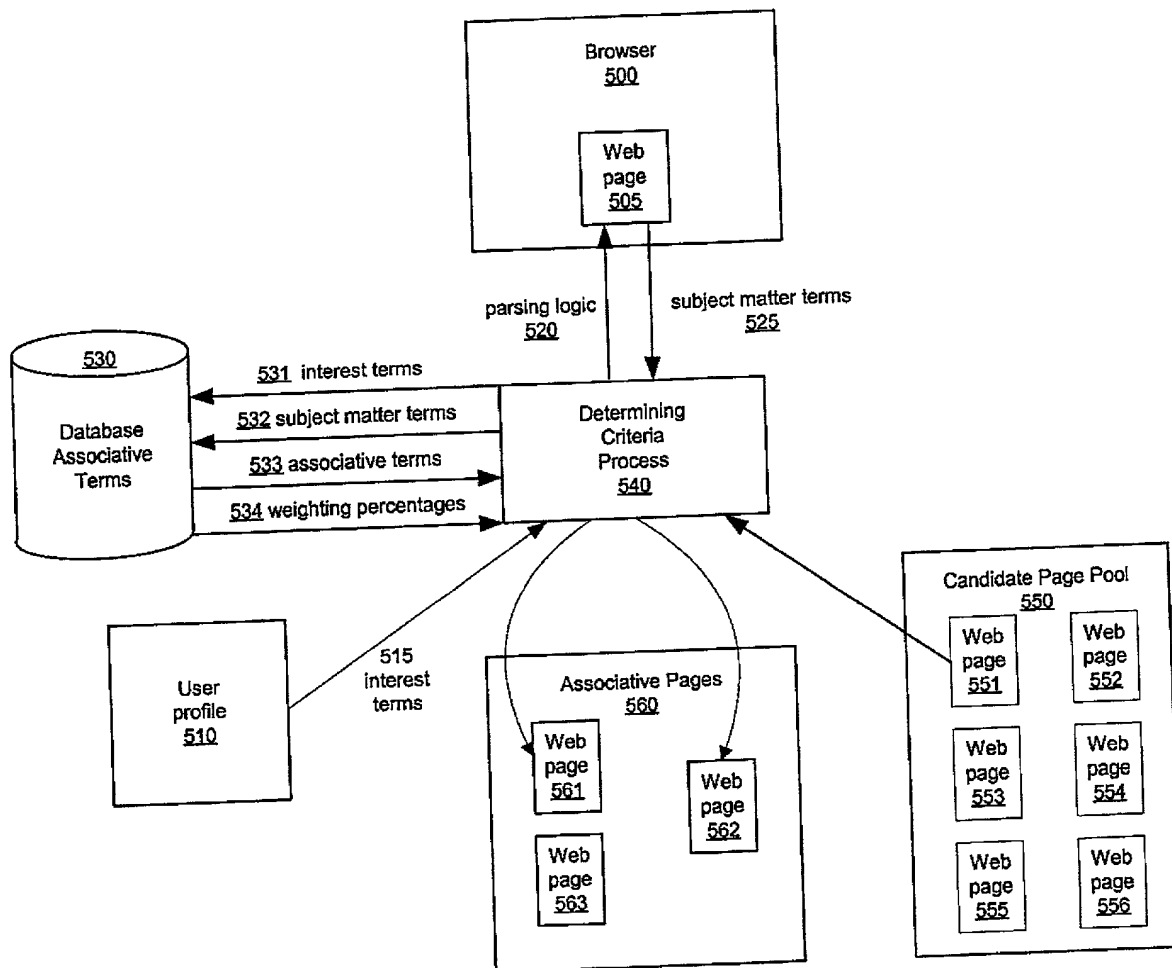 Browser
500
Web
page
505
parsing logic
520
subject matter terms
525
530
Database
Associative
Terms
531 interest terms
532 subject matter terms
533 associative terms
534 weighting percentages
Determining
Criteria
Process
540
User
profile
510
515
interest
terms
Associative Pages
560
Web
page
561
Web
page
562
Web
page
563
Candidate Page Pool
550
Web
page
551
Web
page
552
Web
page
553
Web
page
554
Web
page
555
Web
page
556